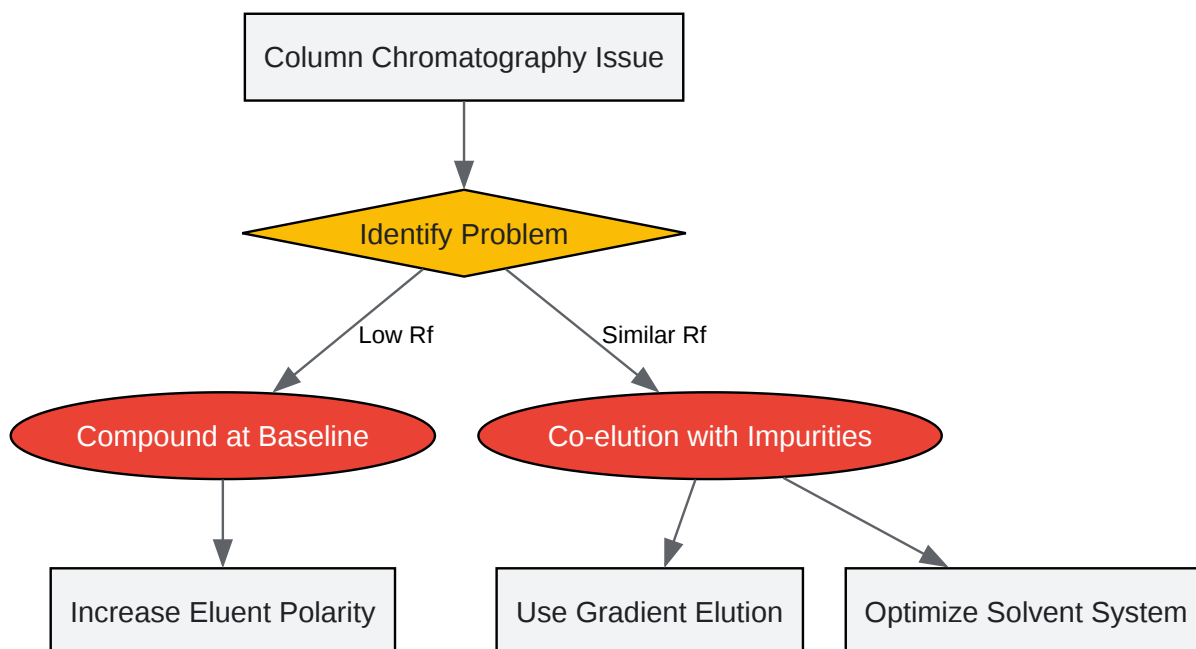 Column Chromatography Issue
Identify Problem
Low Rf
Similar Rf
Compound at Baseline
Co-elution with Impurities
Increase Eluent Polarity
Use Gradient Elution
Optimize Solvent System